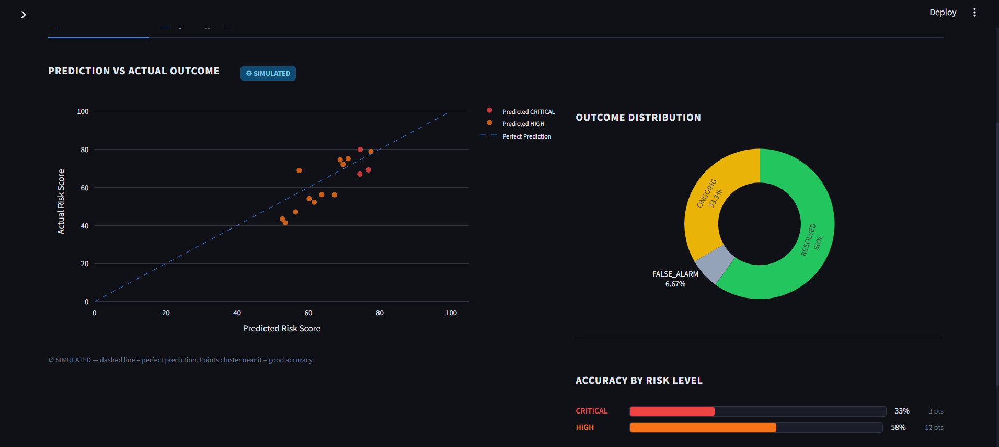 Deploy
PREDICTION VS ACTUAL OUTCOME
SIMULATED
100
80
60
40
20
0
Actual Risk Score
0 20 40 60 80 100
Predicted Risk Score
Predicted CRITICAL
Predicted HIGH
Perfect Prediction
SIMULATED — dashed line = perfect prediction. Points cluster near it = good accuracy.
OUTCOME DISTRIBUTION
ONGOING
33.3%
RESOLVED
60%
FALSE_ALARM
6.67%
ACCURACY BY RISK LEVEL
CRITICAL 33% 3 pts
HIGH 58% 12 pts